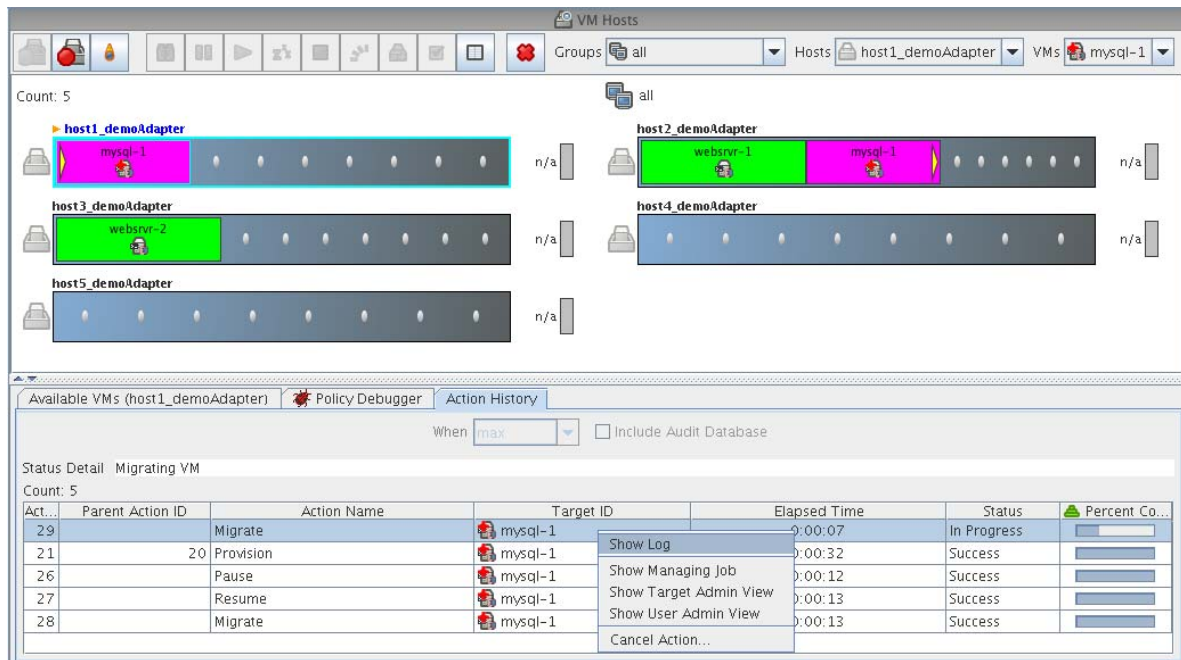 VM Hosts
Groups all Hosts host1_demoAdapter VMs mysql-1
Count: 5
all
host1_demoAdapter
mysql-1
n/a
host2_demoAdapter
websrvr-1 mysql-1
n/a
host3_demoAdapter
websrvr-2
n/a
host4_demoAdapter
n/a
host5_demoAdapter
n/a
Available VMs (host1_demoAdapter) Policy Debugger Action History
When max Include Audit Database
Status Detail Migrating VM
Count: 5
Act... Parent Action ID Action Name Target ID Elapsed Time Status Percent Co...
29 Migrate mysql-1 0:00:07 In Progress
21 20 Provision mysql-1 0:00:32 Success
26 Pause mysql-1 0:00:12 Success
27 Resume mysql-1 0:00:13 Success
28 Migrate mysql-1 0:00:13 Success
Show Log
Show Managing Job
Show Target Admin View
Show User Admin View
Cancel Action...